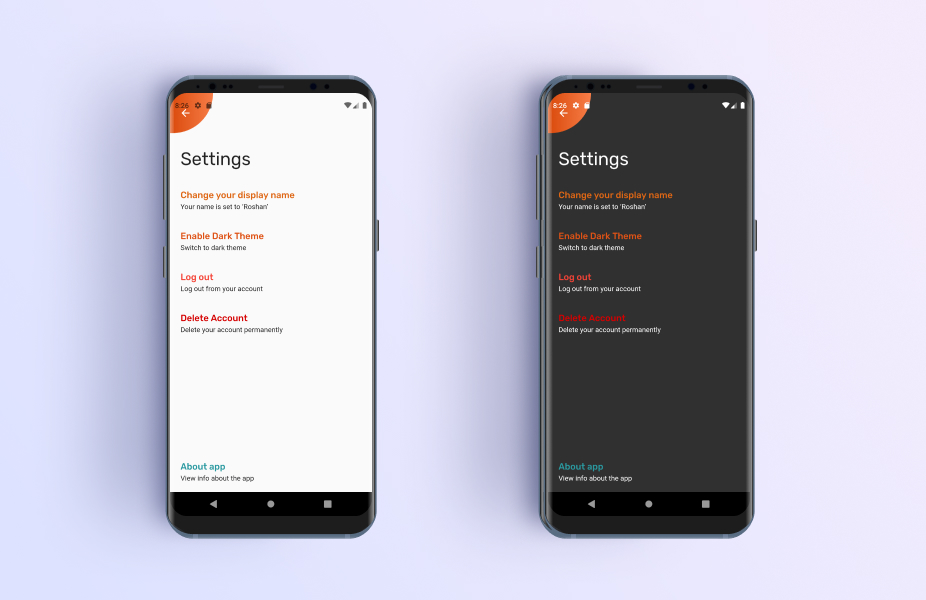 8:26
Settings
Change your display name
Your name is set to 'Roshan'
Enable Dark Theme
Switch to dark theme
Log out
Log out from your account
Delete Account
Delete your account permanently
About app
View info about the app
8:26
Settings
Change your display name
Your name is set to 'Roshan'
Enable Dark Theme
Switch to dark theme
Log out
Log out from your account
Delete Account
Delete your account permanently
About app
View info about the app